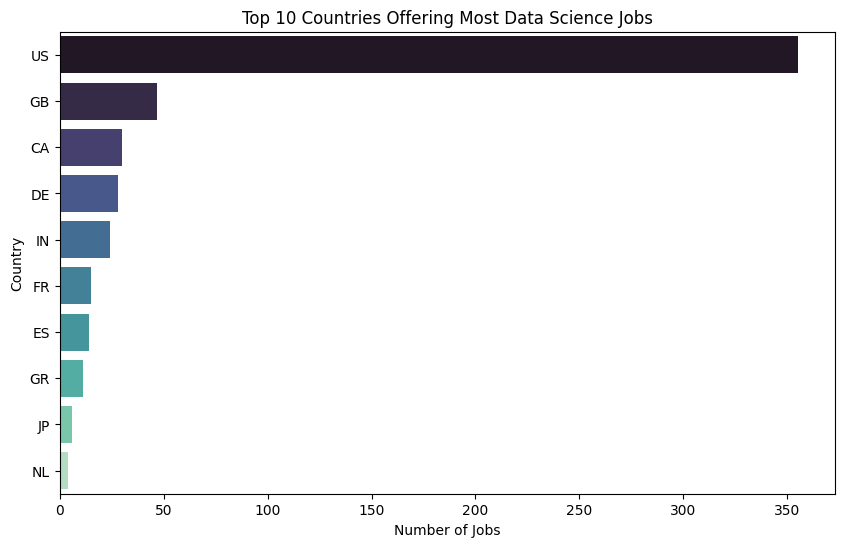 Top 10 Countries Offering Most Data Science Jobs
US
GB
CA
DE
IN
FR
ES
GR
JP
NL
Country
0 50 100 150 200 250 300 350
Number of Jobs